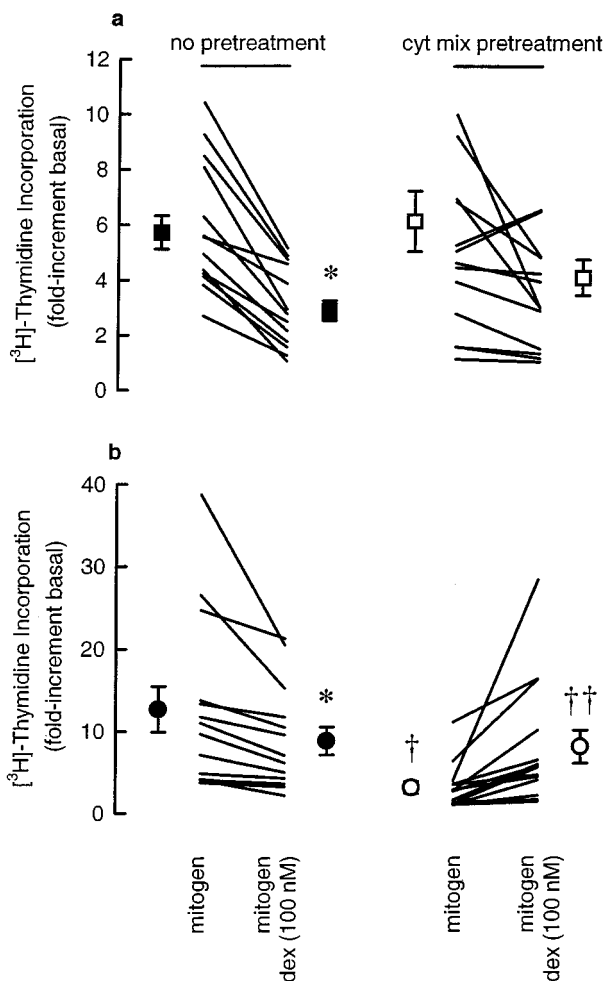 a
no pretreatment
cyt mix pretreatment
[³H]-Thymidine Incorporation
(fold-increment basal)
12
10
8
6
4
2
0
*
b
[³H]-Thymidine Incorporation
(fold-increment basal)
40
30
20
10
0
*
†
††
mitogen
mitogen
dex (100 nM)
mitogen
mitogen
dex (100 nM)